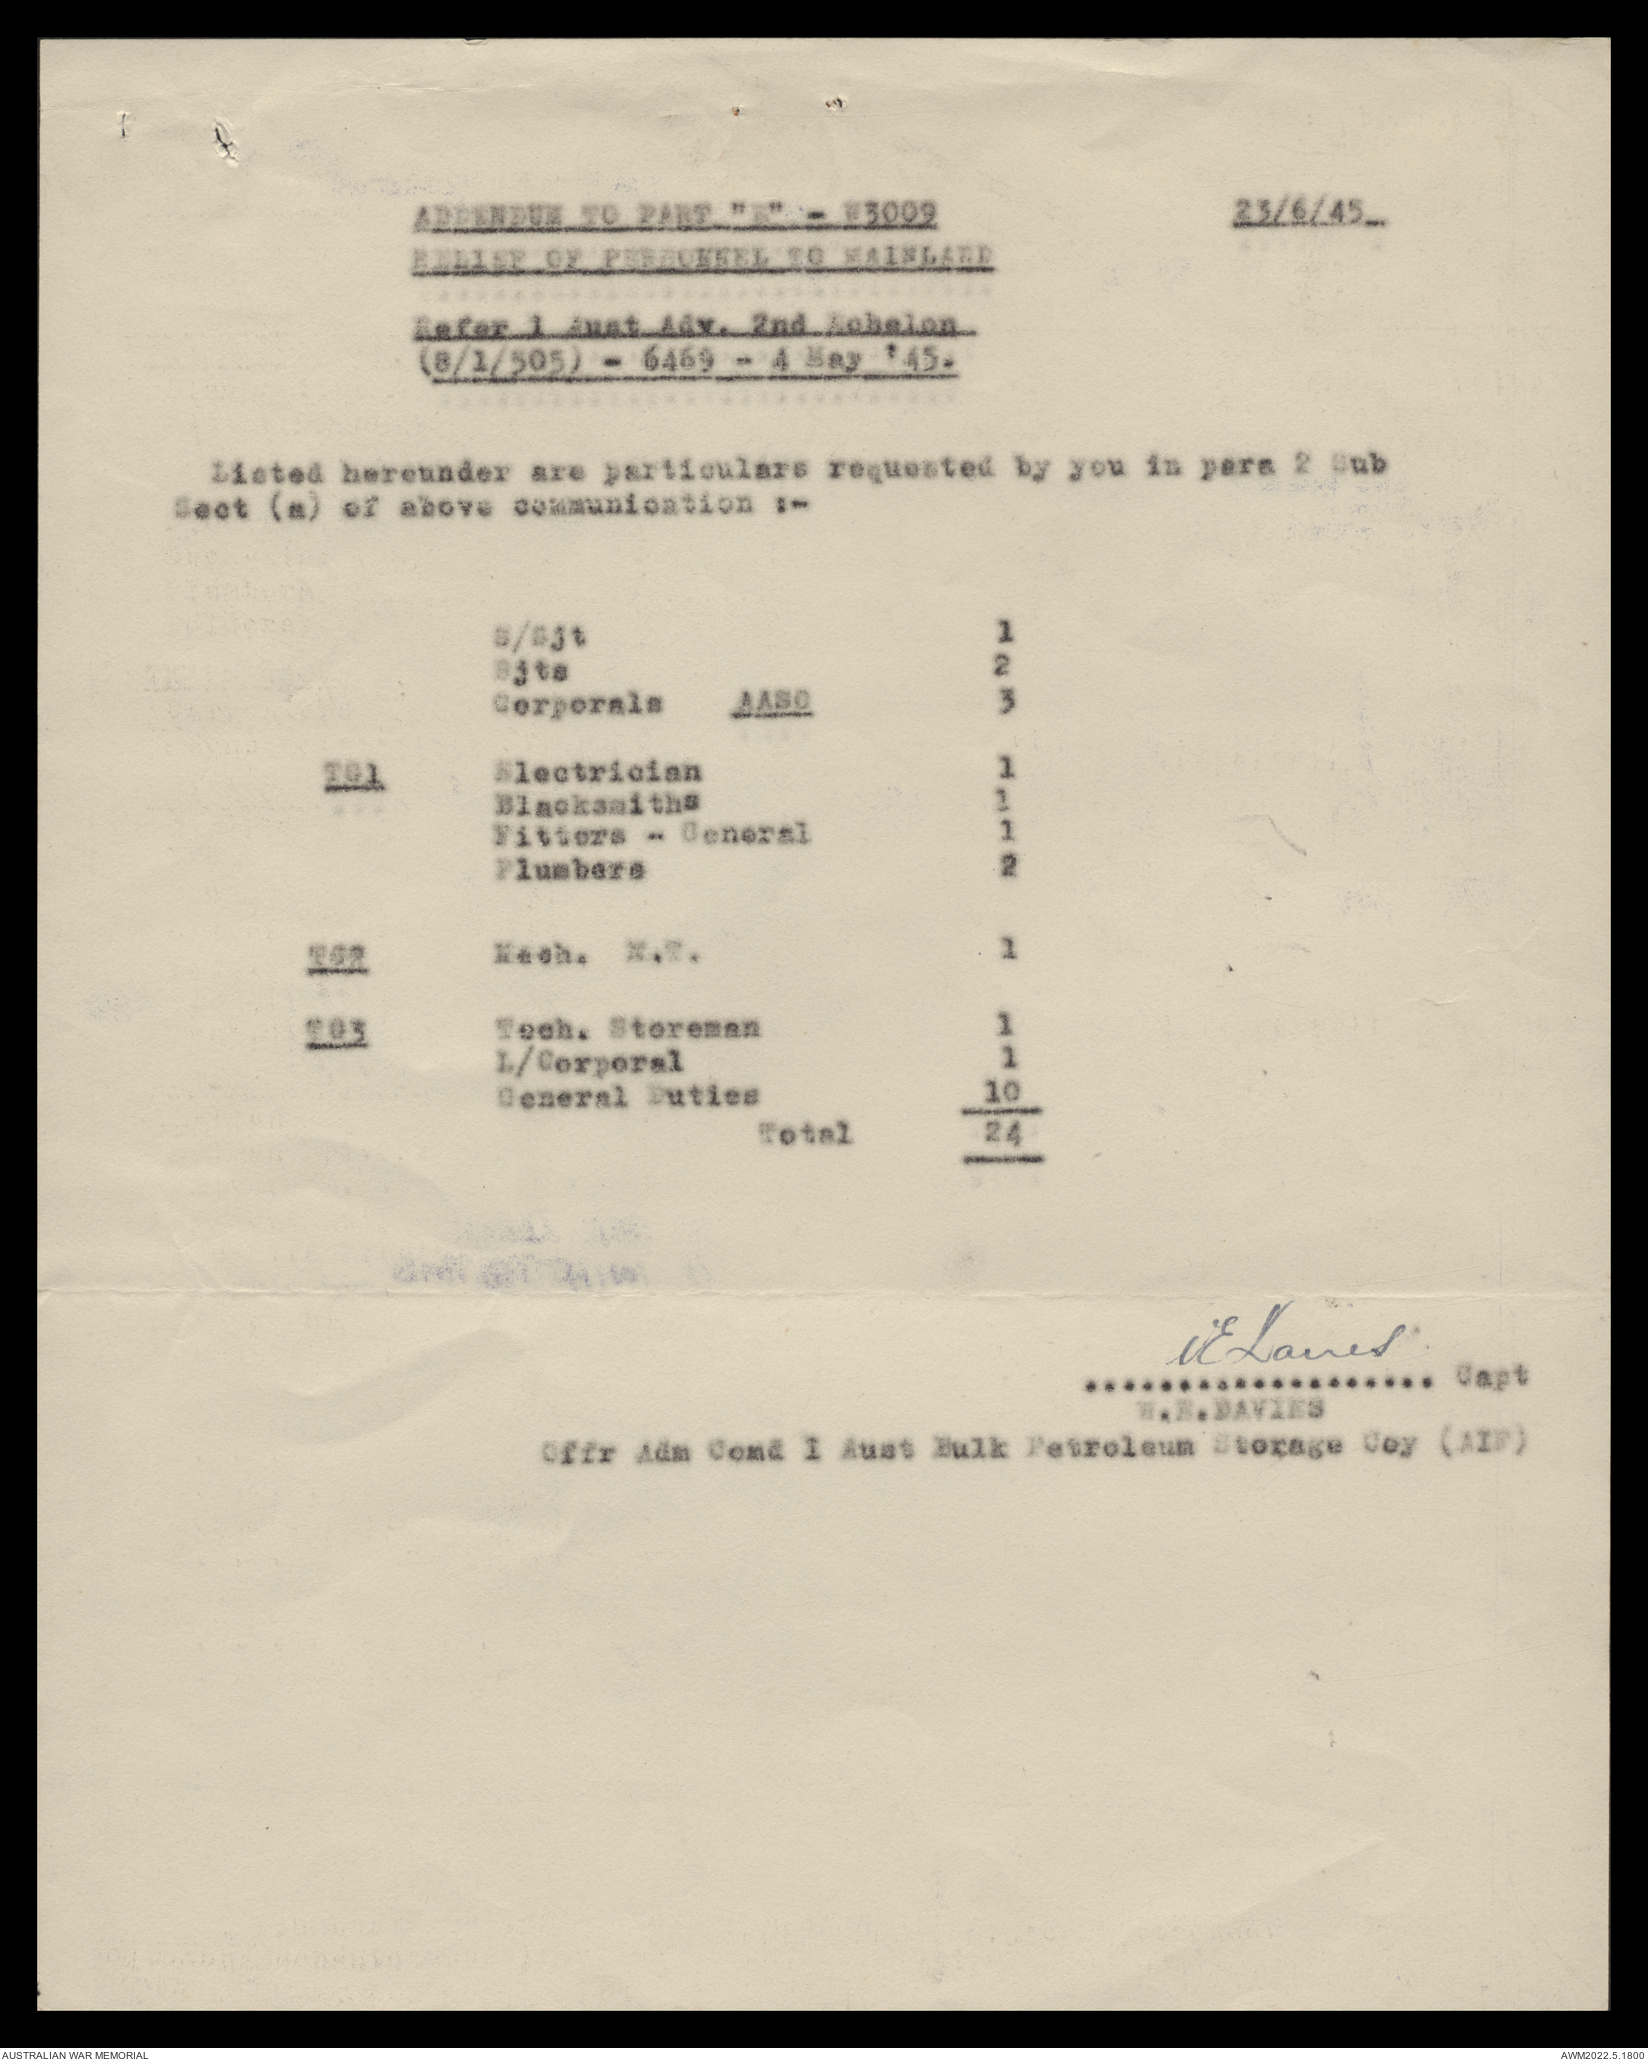 ADDENDUM TO PART "E" - W3009 23/6/45
RELIEF OF PERSONNEL TO MAINLAND
Refer 1 Aust Adv. 2nd Echelon
(8/1/505) - 6469 - 4 May '45.
Listed hereunder are particulars requested by you in para 2 Sub
Sect (a) of above communication :-
S/Sjt 1
Sjts 2
Corporals AASC 3
TG1 Electrician 1
Blacksmiths 1
Fitters - General 1
Plumbers 2
TG2 Mech. M.T. 1
TG3 Tech. Storeman 1
L/Corporal 1
General Duties 10
Total 24
WE Davies
................... Capt
W.E.DAVIES
Offr Adm Comd 1 Aust Bulk Petroleum Storage Coy (AIF)
AUSTRALIAN WAR MEMORIAL AWM2022.5.1800